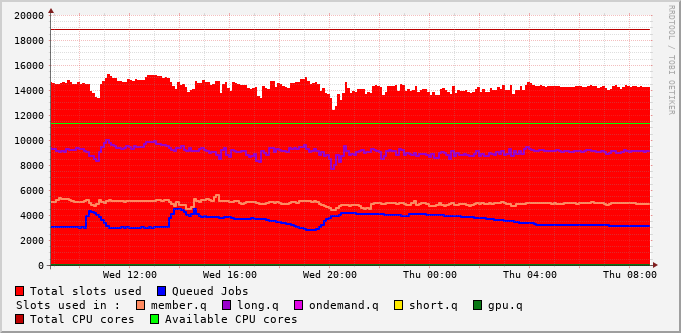 RRDTOOL / TOBI OETIKER
20000
18000
16000
14000
12000
10000
8000
6000
4000
2000
0
Wed 12:00 Wed 16:00 Wed 20:00 Thu 00:00 Thu 04:00 Thu 08:00
Total slots used Queued Jobs
Slots used in : member.q long.q ondemand.q short.q gpu.q
Total CPU cores Available CPU cores